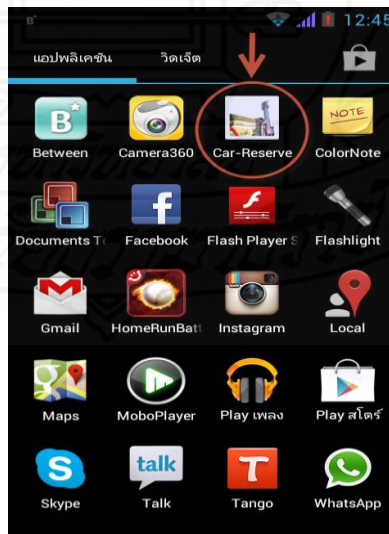 12:45
แอปพลิเคชัน วิดเจ็ต
B
NOTE
Between Camera360 Car-Reserve ColorNote
f
Documents To Facebook Flash Player S Flashlight
Gmail HomeRunBatt Instagram Local
Maps MoboPlayer Play เพลง Play สโตร์
S talk T
Skype Talk Tango WhatsApp